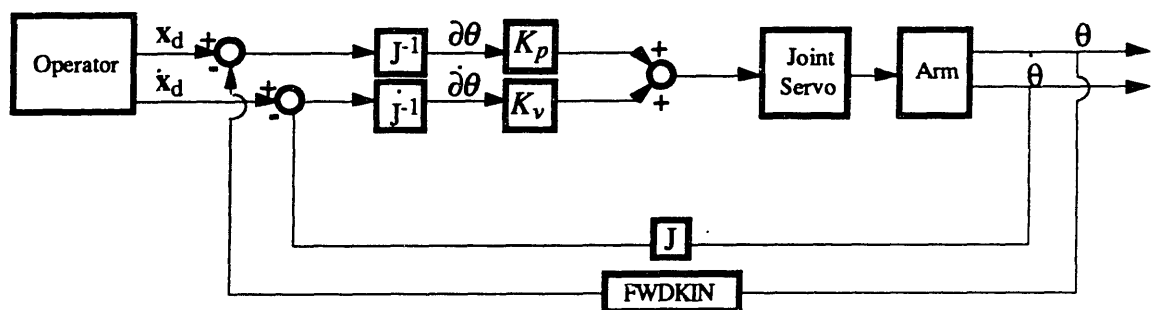 Operator
x_d
ẋ_d
+
-
+
-
J⁻¹
J̇⁻¹
∂θ
∂̇θ
K_p
K_v
+
+
Joint
Servo
Arm
θ
θ̇
J
FWDKIN